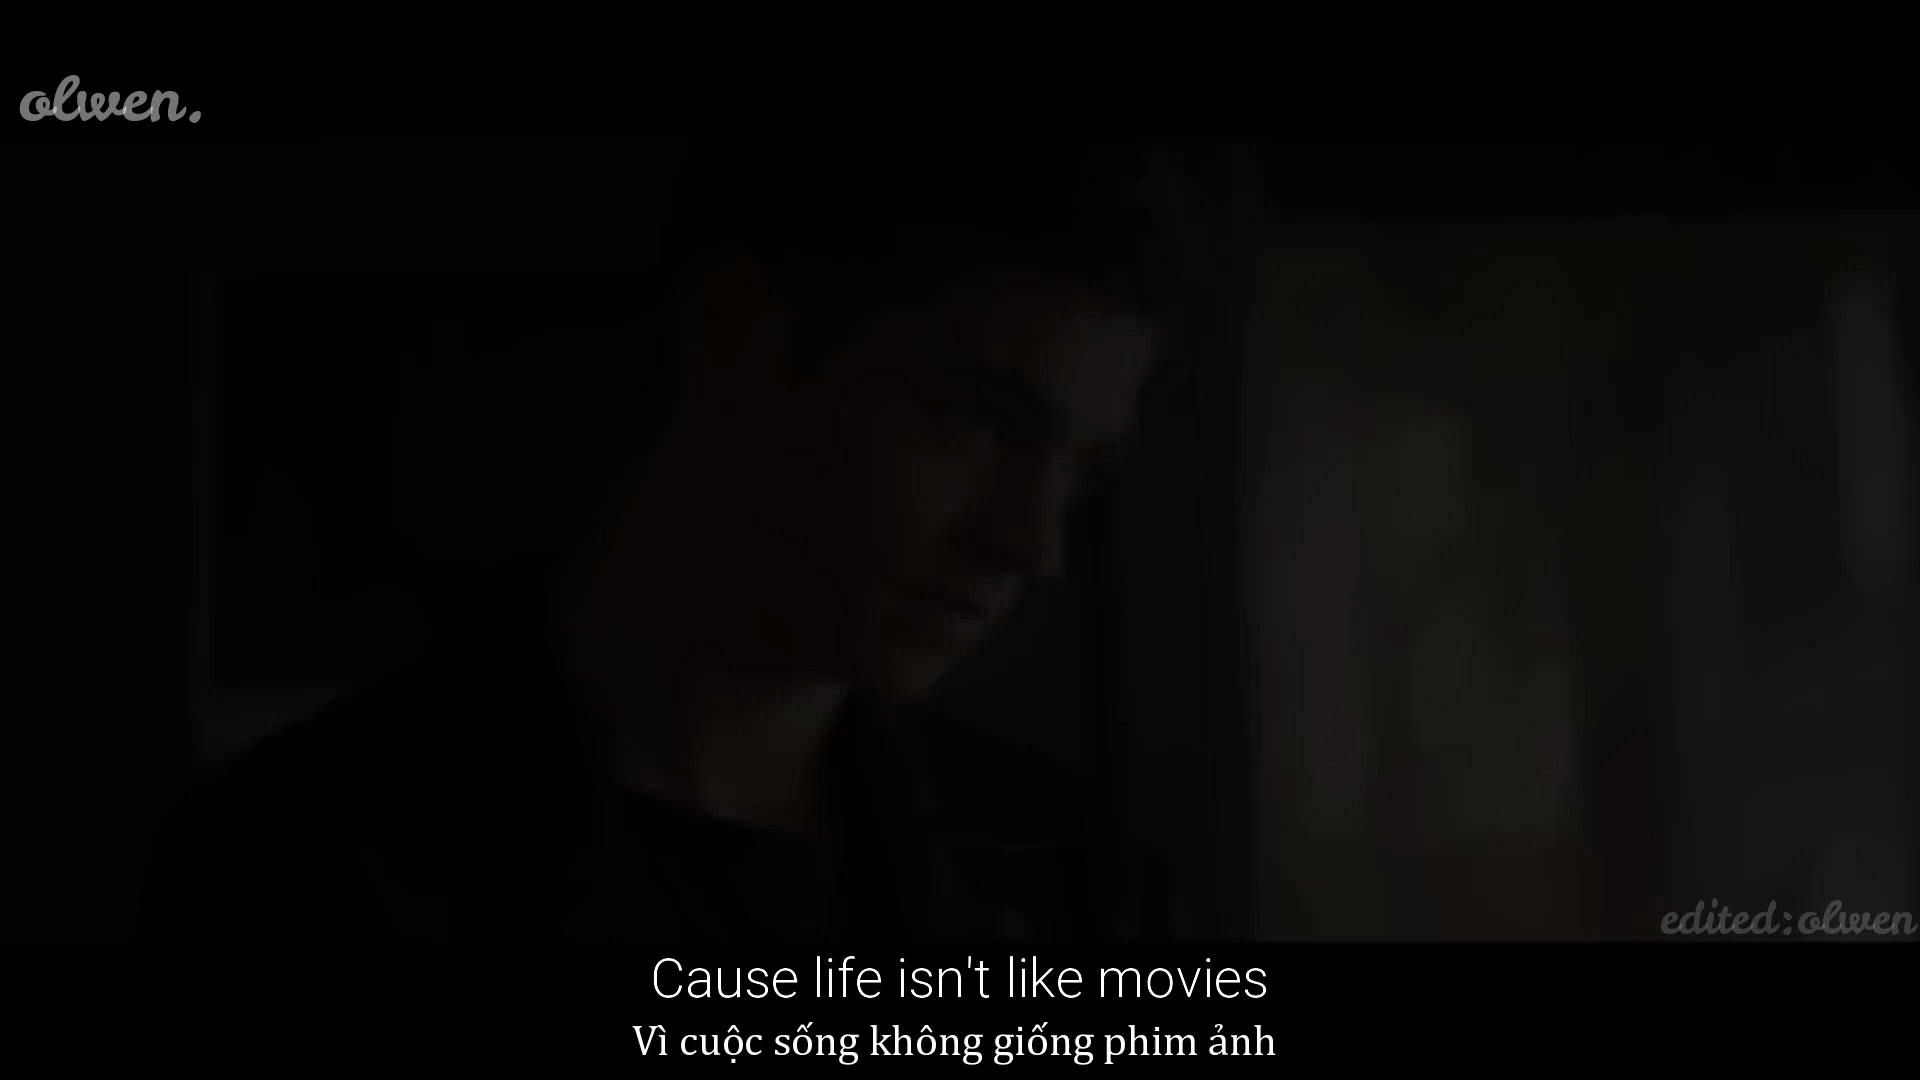 olwen.
edited:olwen
Cause life isn't like movies
Vì cuộc sống không giống phim ảnh